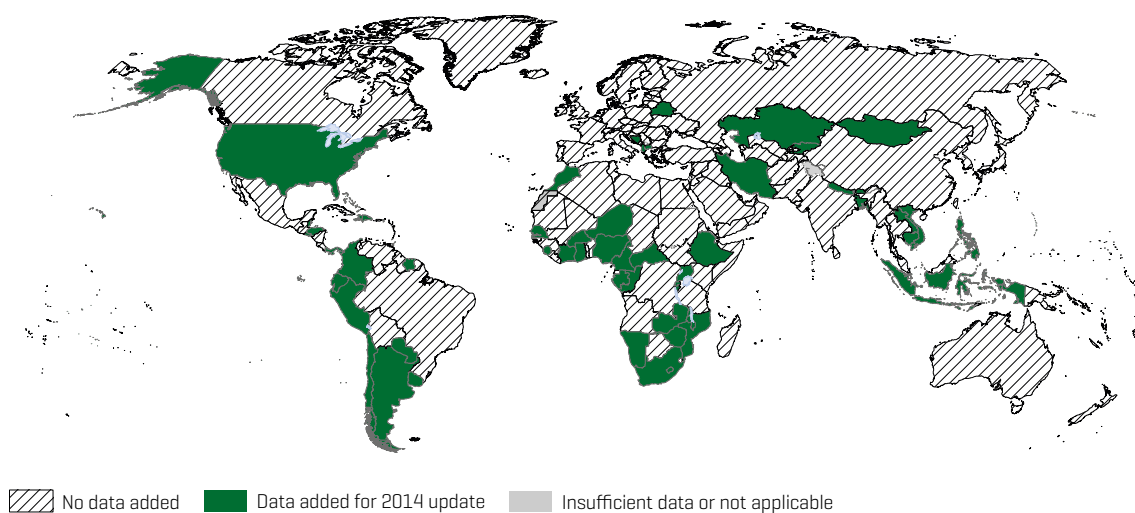 No data added
Data added for 2014 update
Insufficient data or not applicable